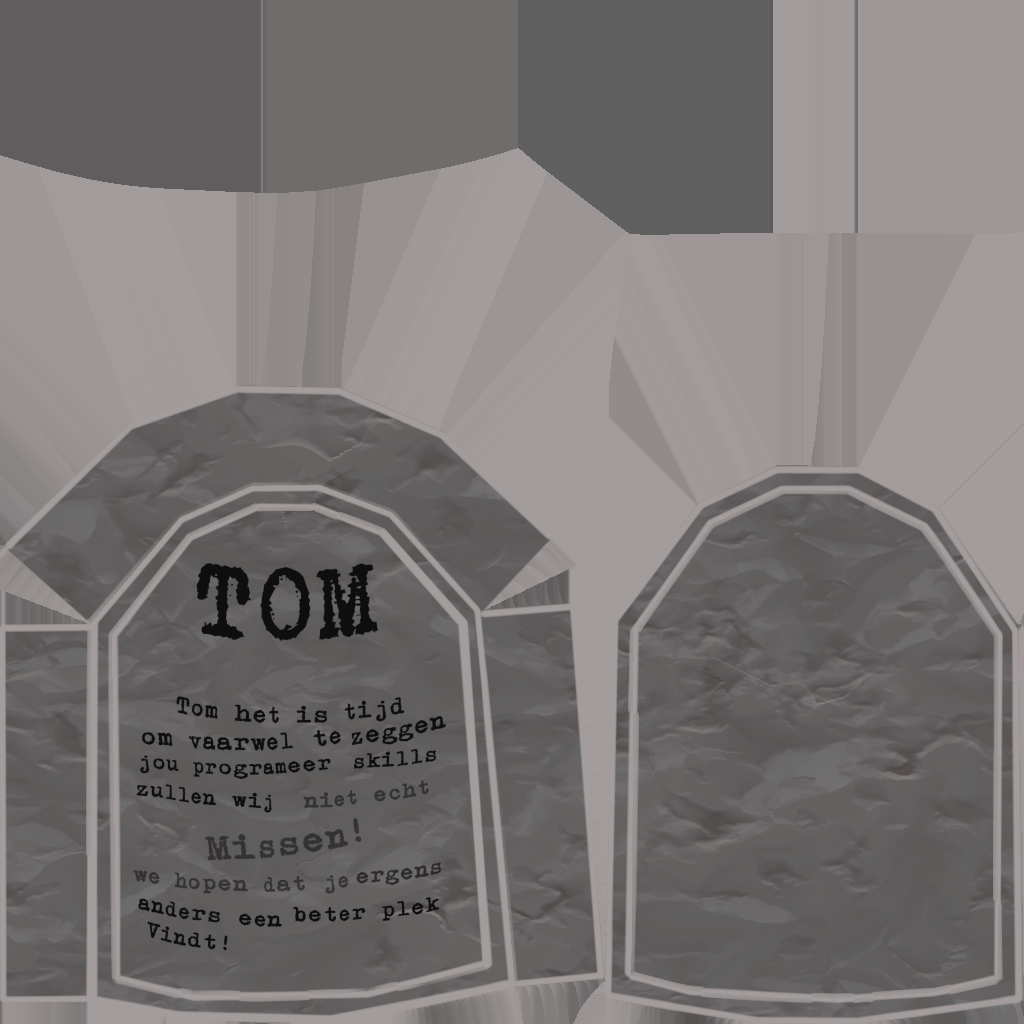 TOM
Tom het is tijd
om vaarwel te zeggen
jou programeer skills
zullen wij niet echt
Missen!
we hopen dat je ergens
anders een beter plek
Vindt!